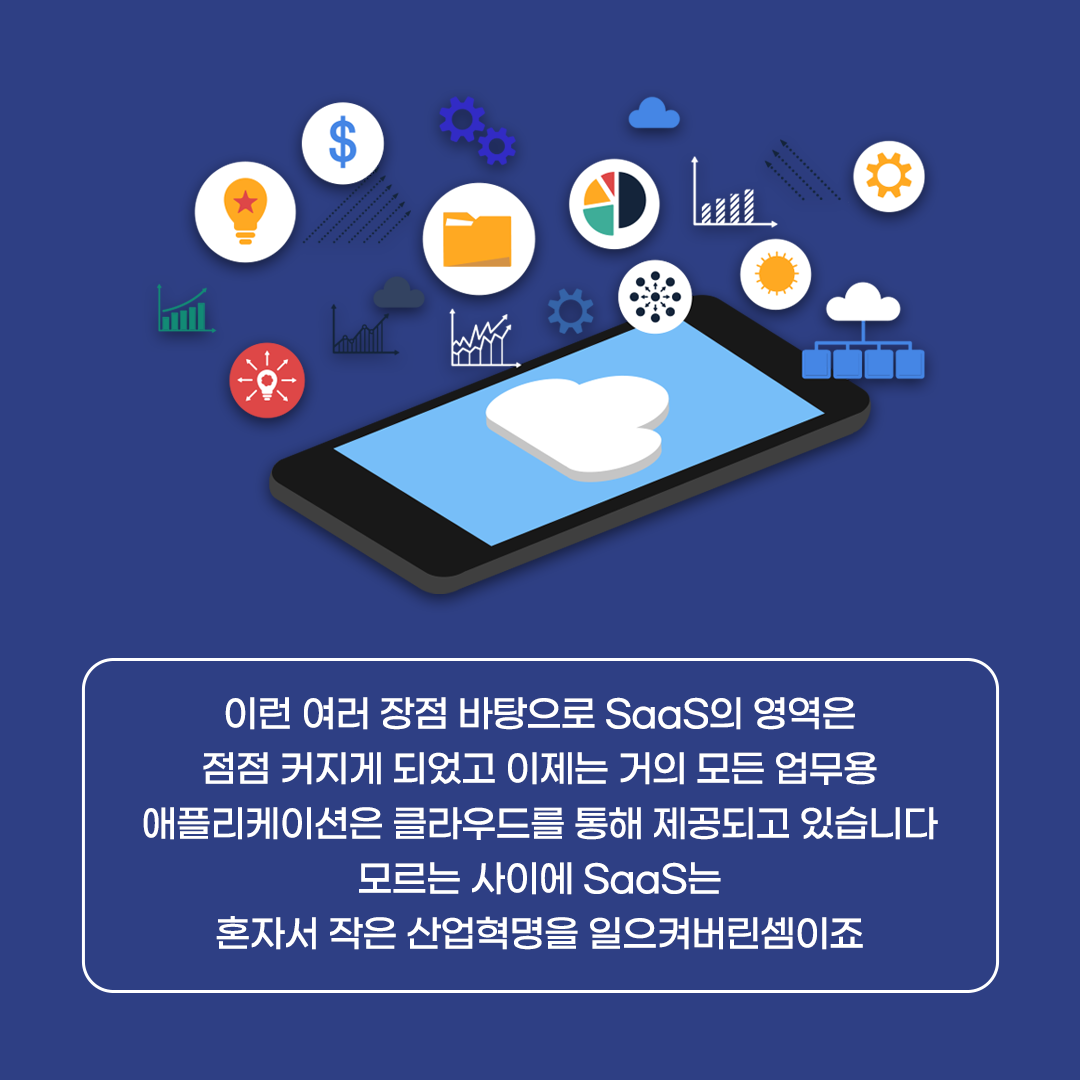 $
이런 여러 장점 바탕으로 SaaS의 영역은
점점 커지게 되었고 이제는 거의 모든 업무용
애플리케이션은 클라우드를 통해 제공되고 있습니다
모르는 사이에 SaaS는
혼자서 작은 산업혁명을 일으켜버린셈이죠